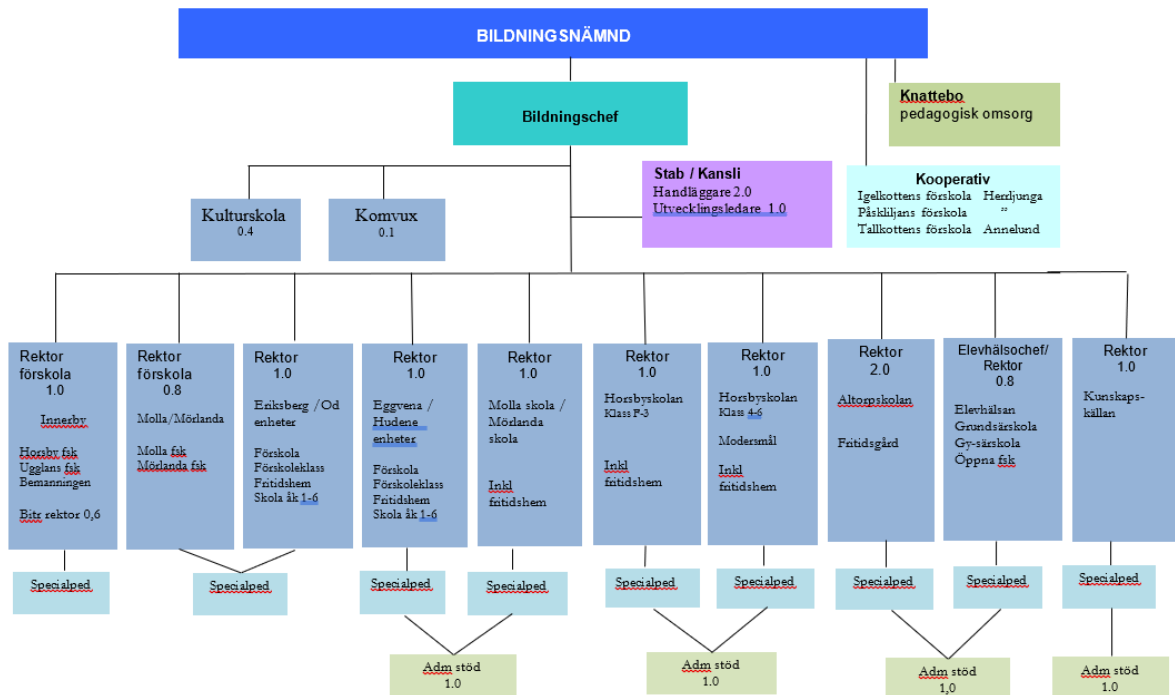 BILDNINGSNÄMND
Bildningschef
Knattebo
pedagogisk omsorg
Stab / Kansli
Handläggare 2.0
Utvecklingsledare 1.0
Kooperativ
Igelkottens förskola Herrljunga
Påskliljans förskola ”
Tallkottens förskola Annelund
Kulturskola
0.4
Komvux
0.1
Rektor
förskola
1.0
Innerby
Horsby fsk
Ugglans fsk
Bemanningen
Bitr rektor 0,6
Rektor
förskola
0.8
Molla/Mörlanda
Molla fsk
Mörlanda fsk
Rektor
1.0
Eriksberg /Od
enheter
Förskola
Förskoleklass
Fritidshem
Skola åk 1-6
Rektor
1.0
Eggvena /
Hudene
enheter
Förskola
Förskoleklass
Fritidshem
Skola åk 1-6
Rektor
1.0
Molla skola /
Mörlanda
skola
Inkl
fritidshem
Rektor
1.0
Horsbyskolan
Klass F-3
Inkl
fritidshem
Rektor
1.0
Horsbyskolan
Klass 4-6
Modersmål
Inkl
fritidshem
Rektor
2.0
Altorpskolan
Fritidsgård
Elevhälsochef/
Rektor
0.8
Elevhälsan
Grundsärskola
Gy-särskola
Öppna fsk
Rektor
1.0
Kunskaps-
källan
Specialped
Specialped
Specialped
Specialped
Specialped
Specialped
Specialped
Specialped
Specialped
Adm stöd
1.0
Adm stöd
1.0
Adm stöd
1,0
Adm stöd
1.0